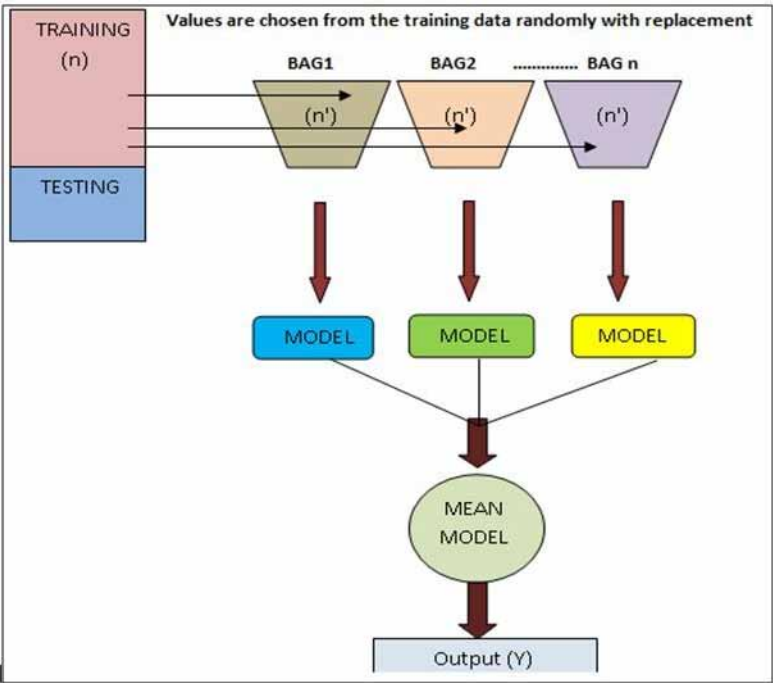 Values are chosen from the training data randomly with replacement
TRAINING
(n)
TESTING
BAG1
BAG2
.............. BAG n
(n')
(n')
(n')
MODEL
MODEL
MODEL
MEAN
MODEL
Output (Y)